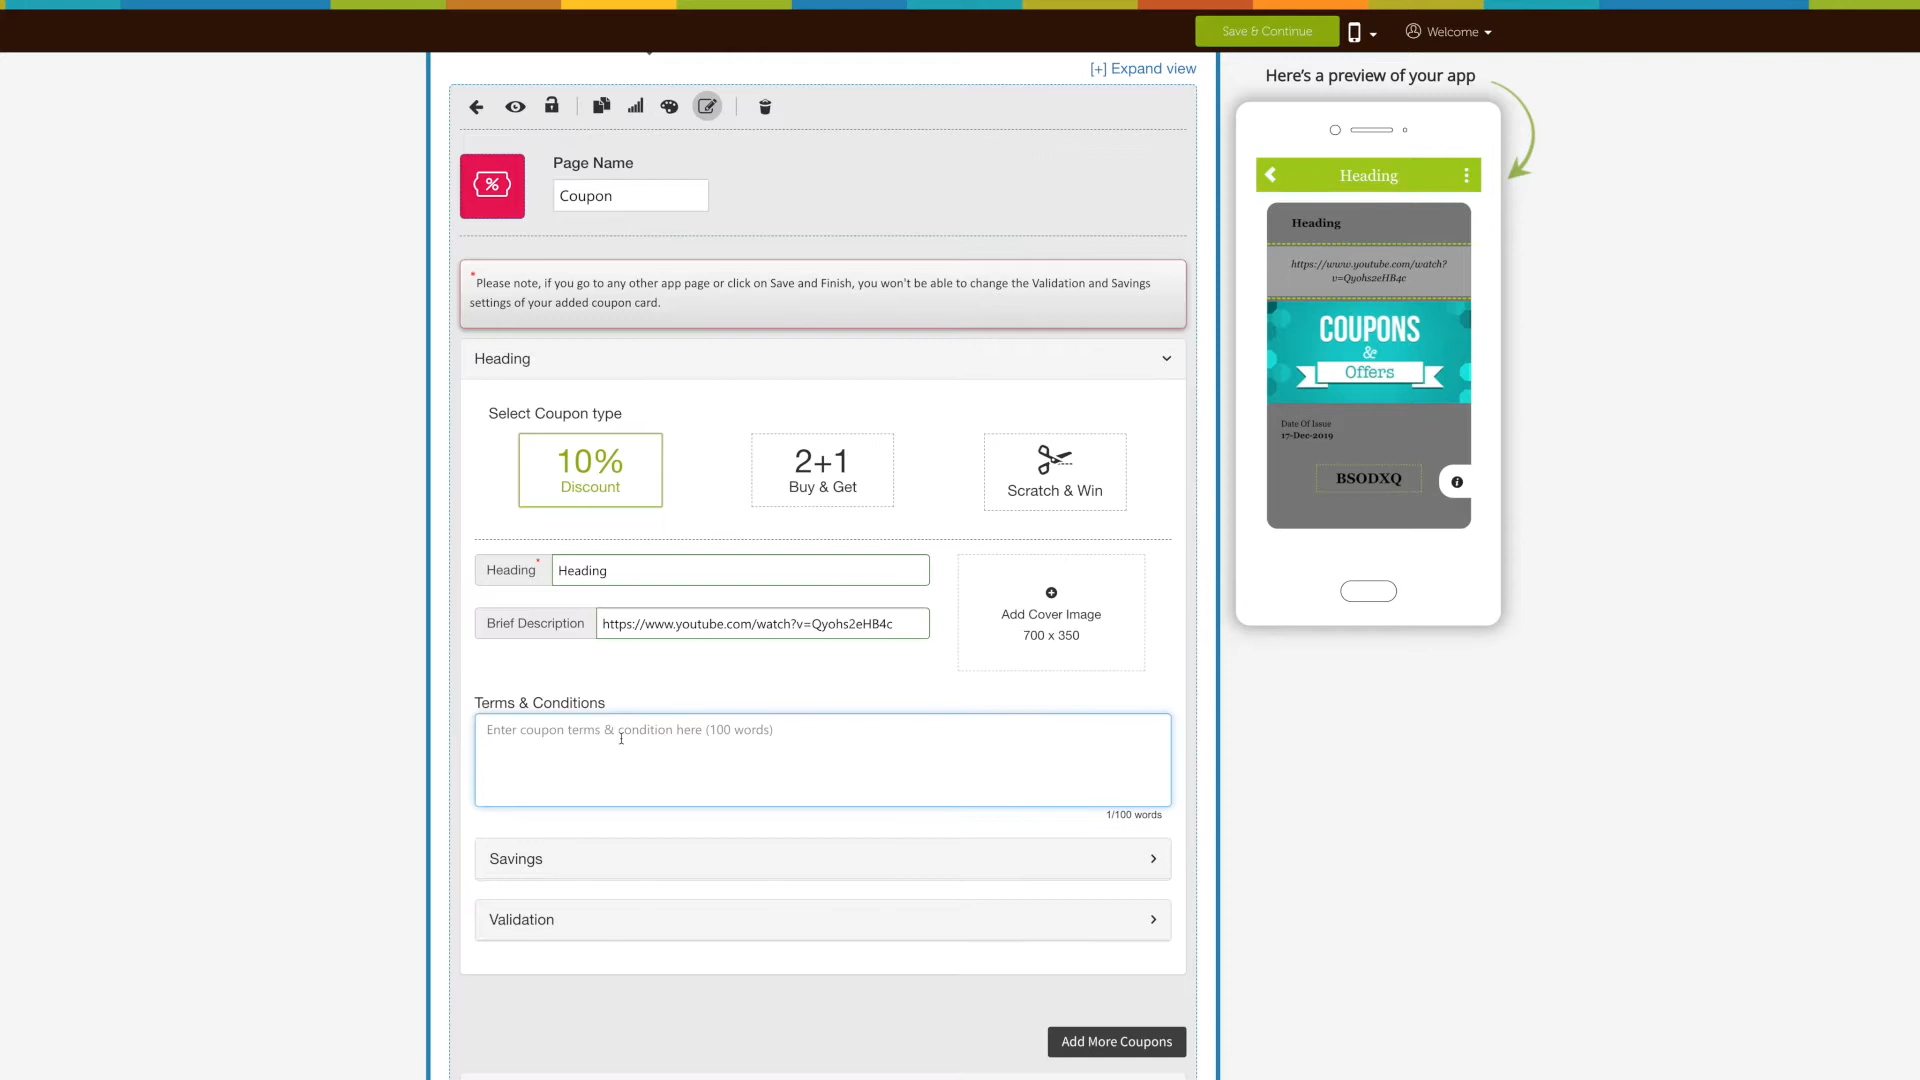 Save & Continue
Welcome
[+] Expand view
Here's a preview of your app
Page Name
%
Coupon
Heading
Heading
https://www.youtube.com/watch?
v=Qyohs2eHB4c
*Please note, if you go to any other app page or click on Save and Finish, you won't be able to change the Validation and Savings
settings of your added coupon card.
COUPONS
&
Offers
Heading
Select Coupon type
Date Of Issue
17-Dec-2019
10%
Discount
2+1
Buy & Get
Scratch & Win
BSODXQ
Heading*
Heading
Brief Description
https://www.youtube.com/watch?v=Qyohs2eHB4c
Add Cover Image
700 x 350
Terms & Conditions
Enter coupon terms & condition here (100 words)
1/100 words
Savings
Validation
Add More Coupons